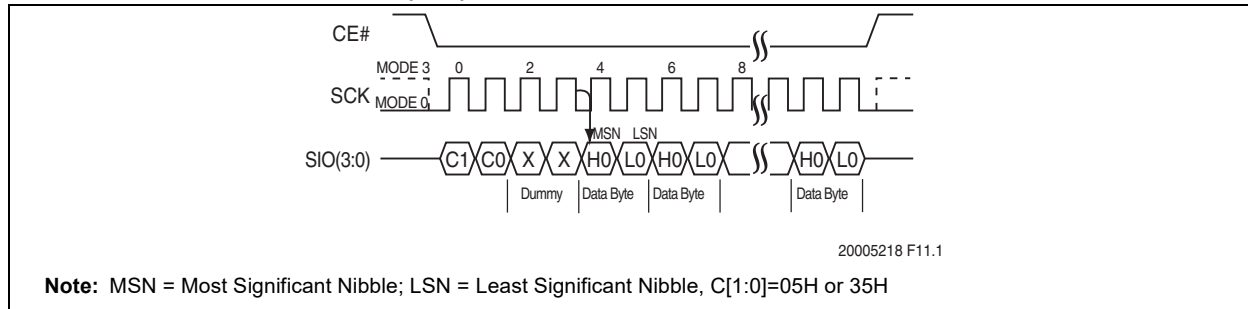 CE#
MODE 3 0 2 4 6 8
SCK
MODE 0
MSN LSN
SIO(3:0) C1 C0 X X H0 L0 H0 L0 H0 L0
Dummy Data Byte Data Byte Data Byte
20005218 F11.1
Note: MSN = Most Significant Nibble; LSN = Least Significant Nibble, C[1:0]=05H or 35H